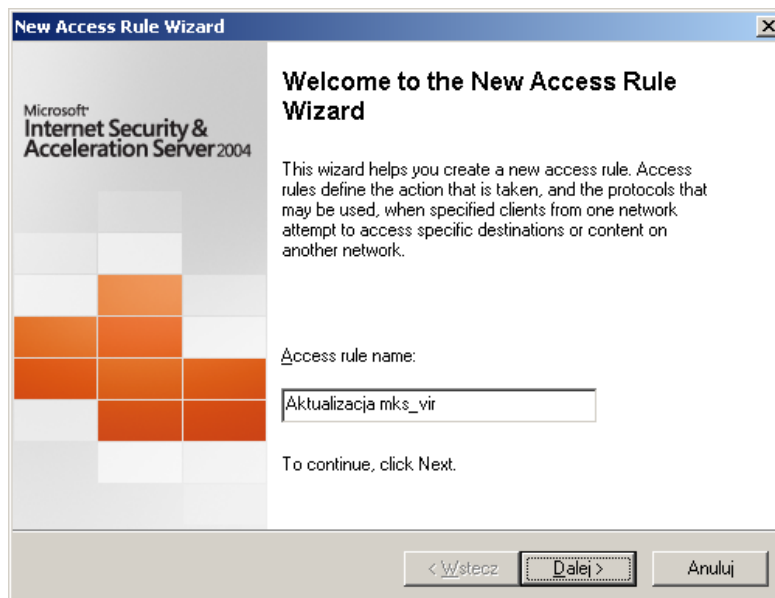 New Access Rule Wizard
Microsoft
Internet Security &
Acceleration Server 2004
Welcome to the New Access Rule
Wizard
This wizard helps you create a new access rule. Access
rules define the action that is taken, and the protocols that
may be used, when specified clients from one network
attempt to access specific destinations or content on
another network.
Access rule name:
Aktualizacja mks_vir
To continue, click Next.
< Wstecz
Dalej >
Anuluj